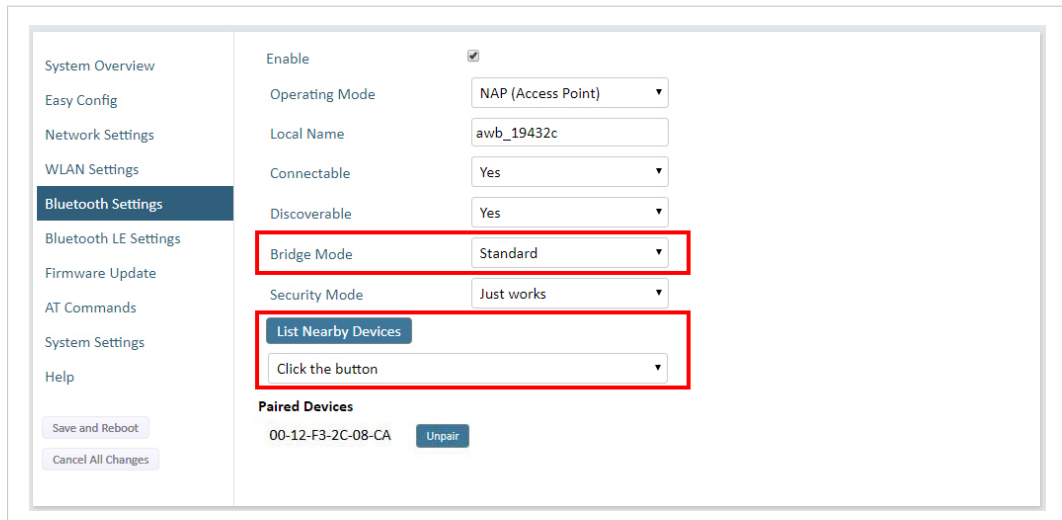 System Overview
Easy Config
Network Settings
WLAN Settings
Bluetooth Settings
Bluetooth LE Settings
Firmware Update
AT Commands
System Settings
Help
Save and Reboot
Cancel All Changes
Enable
Operating Mode NAP (Access Point)
Local Name awb_19432c
Connectable Yes
Discoverable Yes
Bridge Mode Standard
Security Mode Just works
List Nearby Devices
Click the button
Paired Devices
00-12-F3-2C-08-CA Unpair